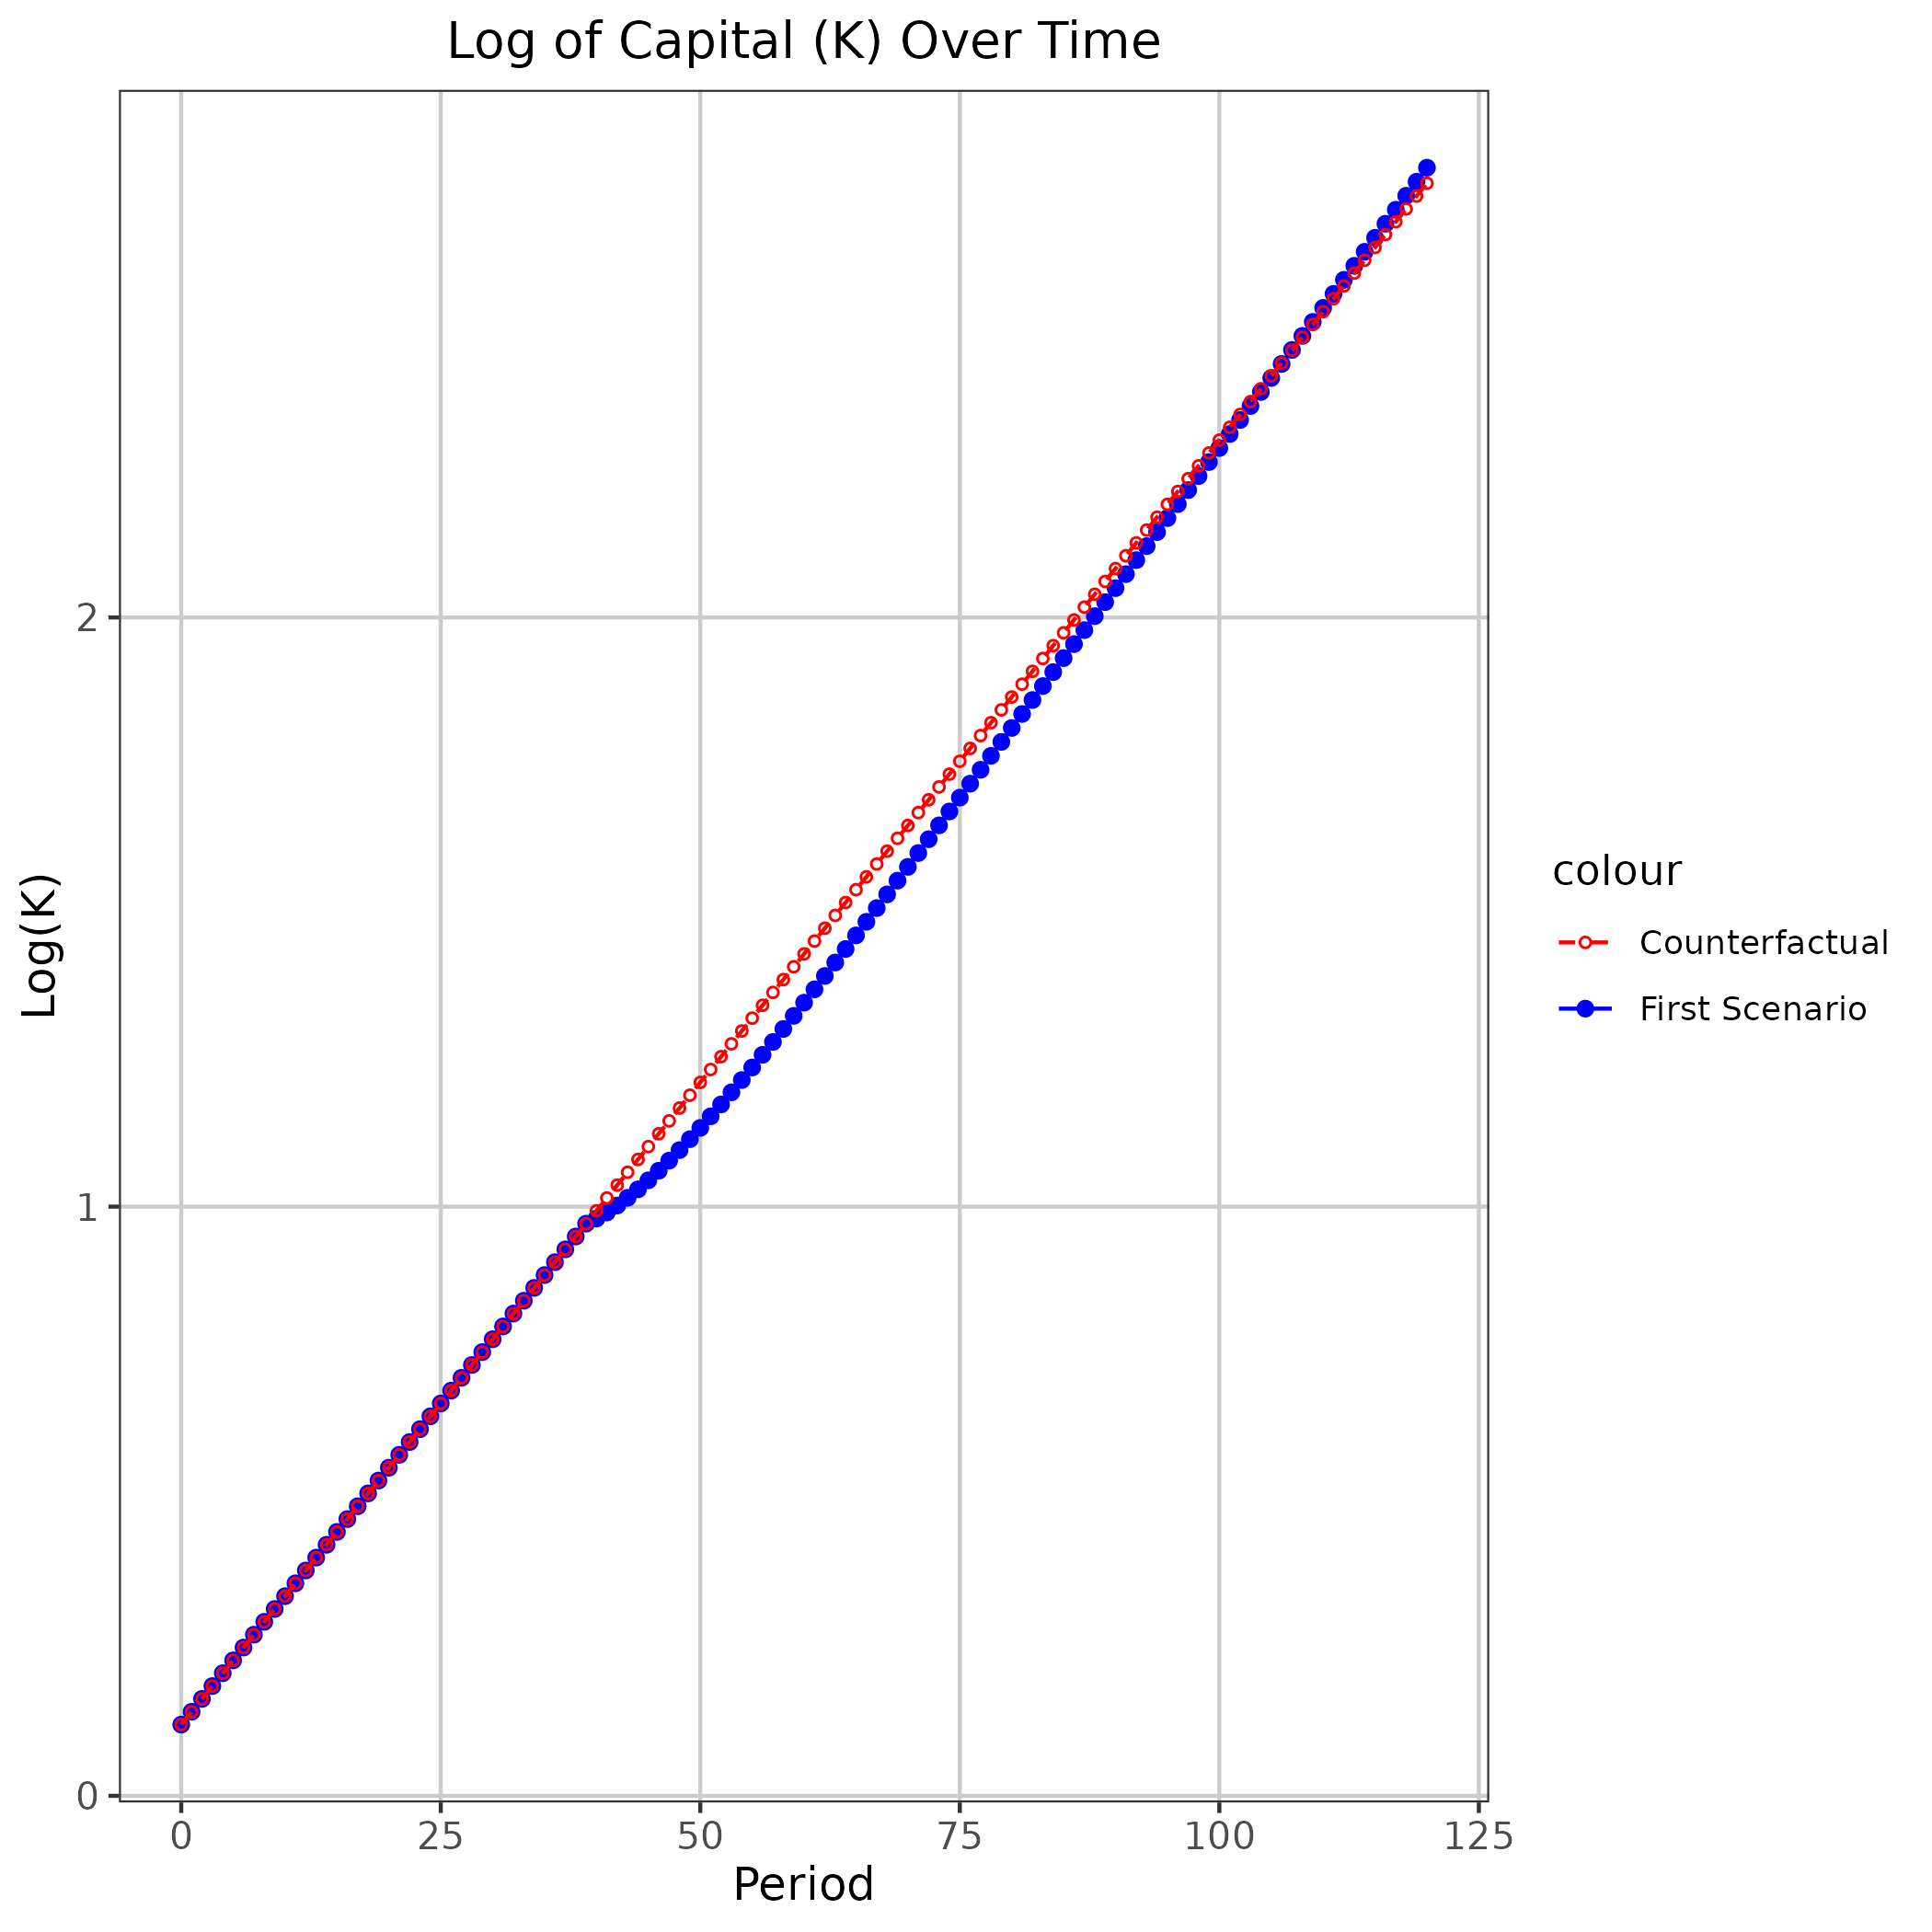 Log of Capital (K) Over Time
Log(K)
2
1
0
0 25 50 75 100 125
Period
colour
Counterfactual
First Scenario